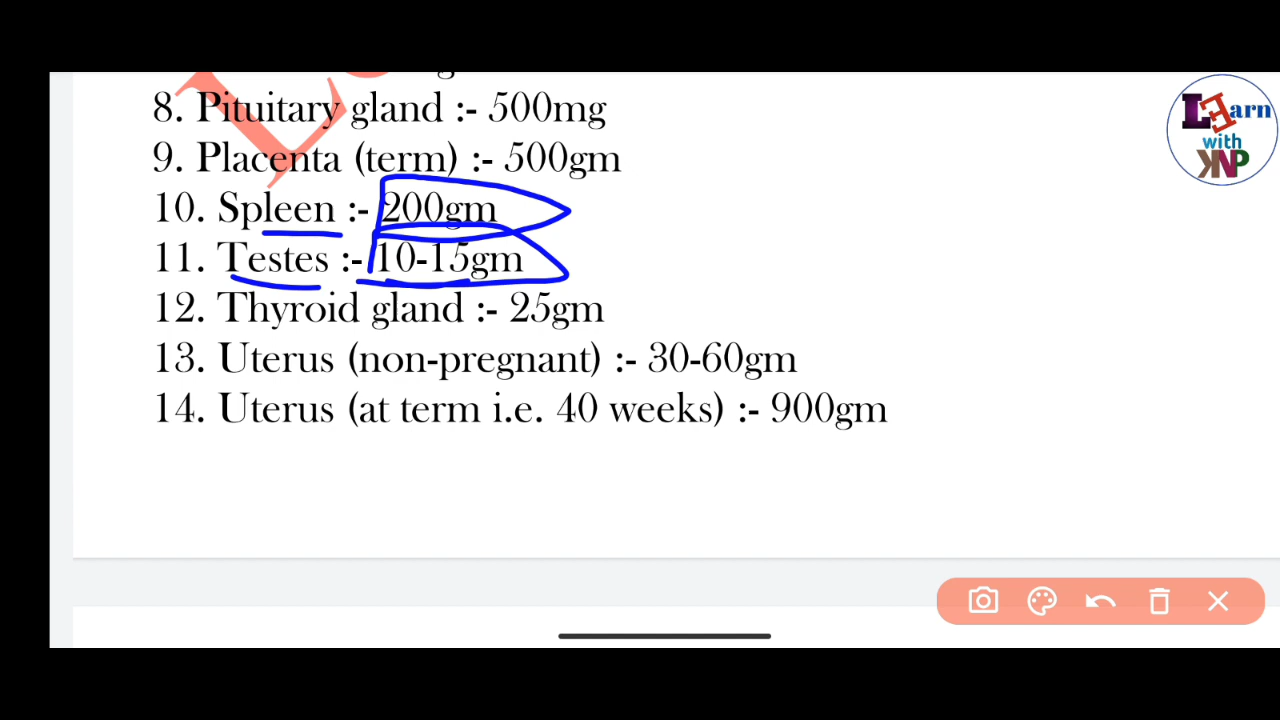 8. Pituitary gland :- 500mg
9. Placenta (term) :- 500gm
10. Spleen :- 200gm
11. Testes :- 10-15gm
12. Thyroid gland :- 25gm
13. Uterus (non-pregnant) :- 30-60gm
14. Uterus (at term i.e. 40 weeks) :- 900gm
LEarn
with
KNP